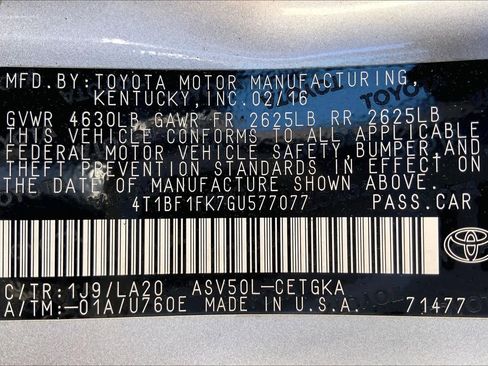 MFD.BY:TOYOTA MOTOR MANUFACTURING,
KENTUCKY,INC.02/16
GVWR 4630LB GAWR FR 2625LB RR 2625LB
THIS VEHICLE CONFORMS TO ALL APPLICABLE
FEDERAL MOTOR VEHICLE SAFETY, BUMPER AND
THEFT PREVENTION STANDARDS IN EFFECT ON
THE DATE OF MANUFACTURE SHOWN ABOVE.
4T1BF1FK7GU577077 PASS.CAR
TOYOTA
C/TR:1J9/LA20 ASV50L-CETGKA
A/TM:-01A/U760E MADE IN U.S.A. 71477